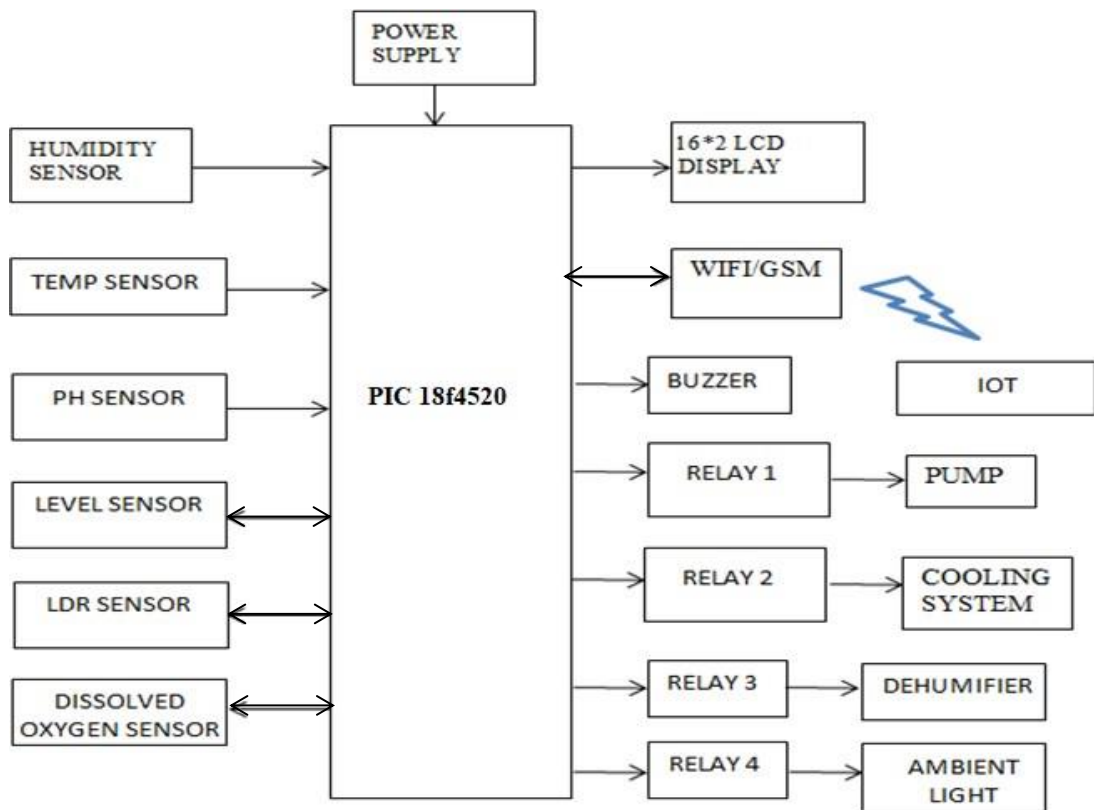 POWER
SUPPLY
HUMIDITY
SENSOR
16*2 LCD
DISPLAY
TEMP SENSOR
WIFI/GSM
PH SENSOR
PIC 18f4520
BUZZER
IOT
LEVEL SENSOR
RELAY 1
PUMP
LDR SENSOR
RELAY 2
COOLING
SYSTEM
DISSOLVED
OXYGEN SENSOR
RELAY 3
DEHUMIFIER
RELAY 4
AMBIENT
LIGHT